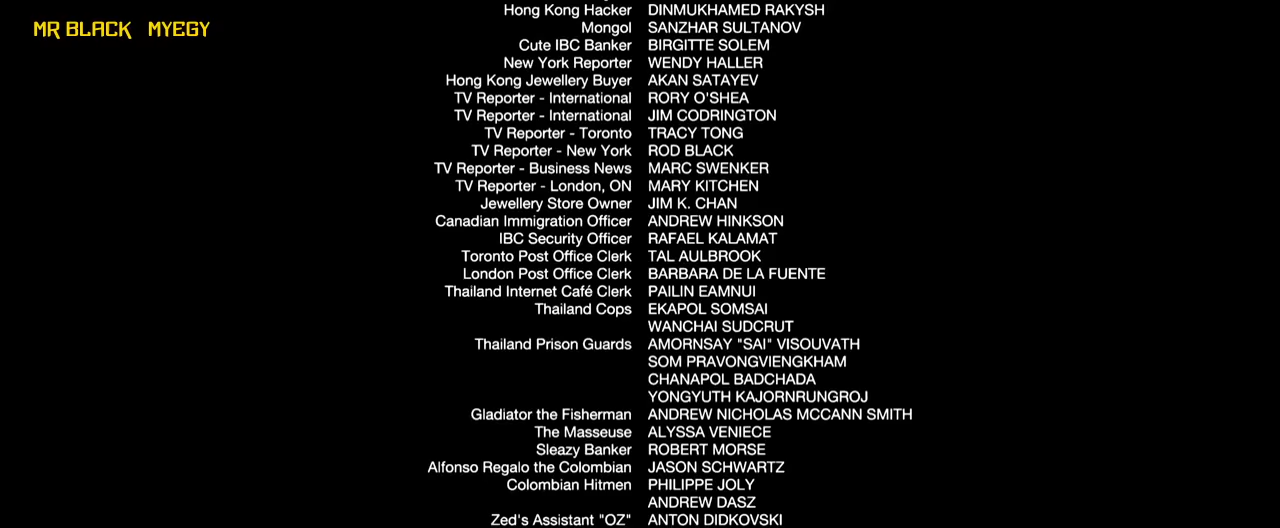 MR BLACK MYEGY
Hong Kong Hacker DINMUKHAMED RAKYSH
Mongol SANZHAR SULTANOV
Cute IBC Banker BIRGITTE SOLEM
New York Reporter WENDY HALLER
Hong Kong Jewellery Buyer AKAN SATAYEV
TV Reporter - International RORY O'SHEA
TV Reporter - International JIM CODRINGTON
TV Reporter - Toronto TRACY TONG
TV Reporter - New York ROD BLACK
TV Reporter - Business News MARC SWENKER
TV Reporter - London, ON MARY KITCHEN
Jewellery Store Owner JIM K. CHAN
Canadian Immigration Officer ANDREW HINKSON
IBC Security Officer RAFAEL KALAMAT
Toronto Post Office Clerk TAL AULBROOK
London Post Office Clerk BARBARA DE LA FUENTE
Thailand Internet Café Clerk PAILIN EAMNUI
Thailand Cops EKAPOL SOMSAI
WANCHAI SUDCRUT
Thailand Prison Guards AMORNSAY "SAI" VISOUVATH
SOM PRAVONGVIENGKHAM
CHANAPOL BADCHADA
YONGYUTH KAJORNRUNGROJ
Gladiator the Fisherman ANDREW NICHOLAS MCCANN SMITH
The Masseuse ALYSSA VENIECE
Sleazy Banker ROBERT MORSE
Alfonso Regalo the Colombian JASON SCHWARTZ
Colombian Hitmen PHILIPPE JOLY
ANDREW DASZ
Zed's Assistant "OZ" ANTON DIDKOVSKI